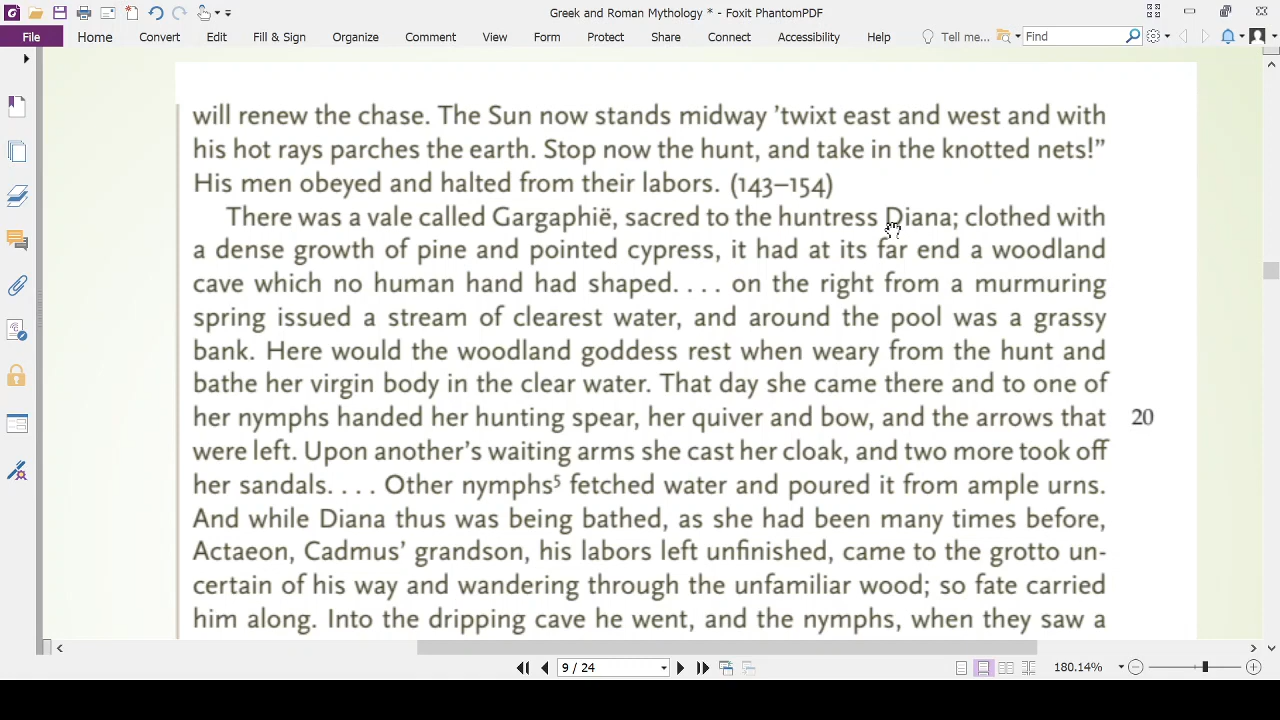 Greek and Roman Mythology * - Foxit PhantomPDF
File Home Convert Edit Fill & Sign Organize Comment View Form Protect Share Connect Accessibility Help Tell me... Find
will renew the chase. The Sun now stands midway ’twixt east and west and with
his hot rays parches the earth. Stop now the hunt, and take in the knotted nets!”
His men obeyed and halted from their labors. (143–154)
There was a vale called Gargaphië, sacred to the huntress Diana; clothed with
a dense growth of pine and pointed cypress, it had at its far end a woodland
cave which no human hand had shaped. . . . on the right from a murmuring
spring issued a stream of clearest water, and around the pool was a grassy
bank. Here would the woodland goddess rest when weary from the hunt and
bathe her virgin body in the clear water. That day she came there and to one of
her nymphs handed her hunting spear, her quiver and bow, and the arrows that 20
were left. Upon another’s waiting arms she cast her cloak, and two more took off
her sandals. . . . Other nymphs⁵ fetched water and poured it from ample urns.
And while Diana thus was being bathed, as she had been many times before,
Actaeon, Cadmus’ grandson, his labors left unfinished, came to the grotto un-
certain of his way and wandering through the unfamiliar wood; so fate carried
him along. Into the dripping cave he went, and the nymphs, when they saw a
9 / 24 180.14%